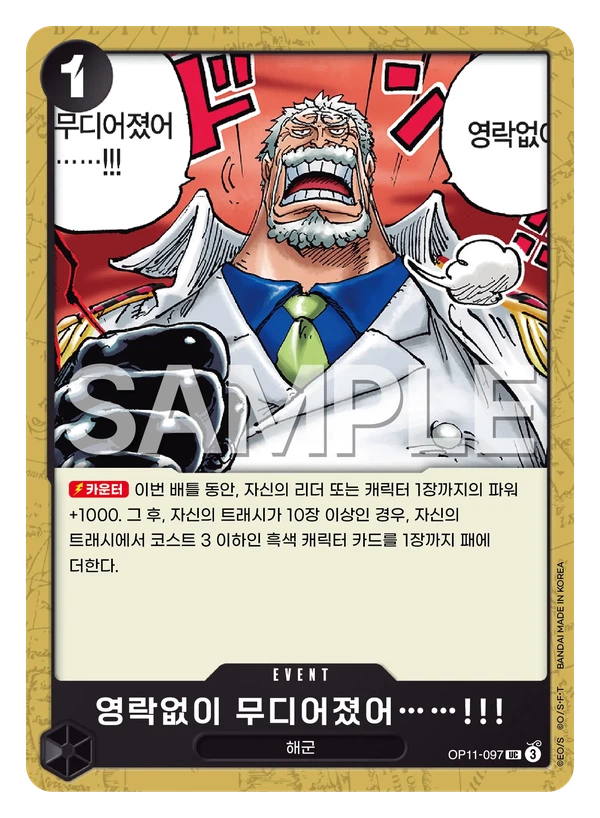 1
무디어졌어
……!!!
ドン
영락없이
SAMPLE
카운터 이번 배틀 동안, 자신의 리더 또는 캐릭터 1장까지의 파워
+1000. 그 후, 자신의 트래시가 10장 이상인 경우, 자신의
트래시에서 코스트 3 이하인 흑색 캐릭터 카드를 1장까지 패에
더한다.
EVENT
영락없이 무디어졌어……!!!
해군
OP11-097 UC 3
©EO/S ©O/S·F·T BANDAI MADE IN KOREA